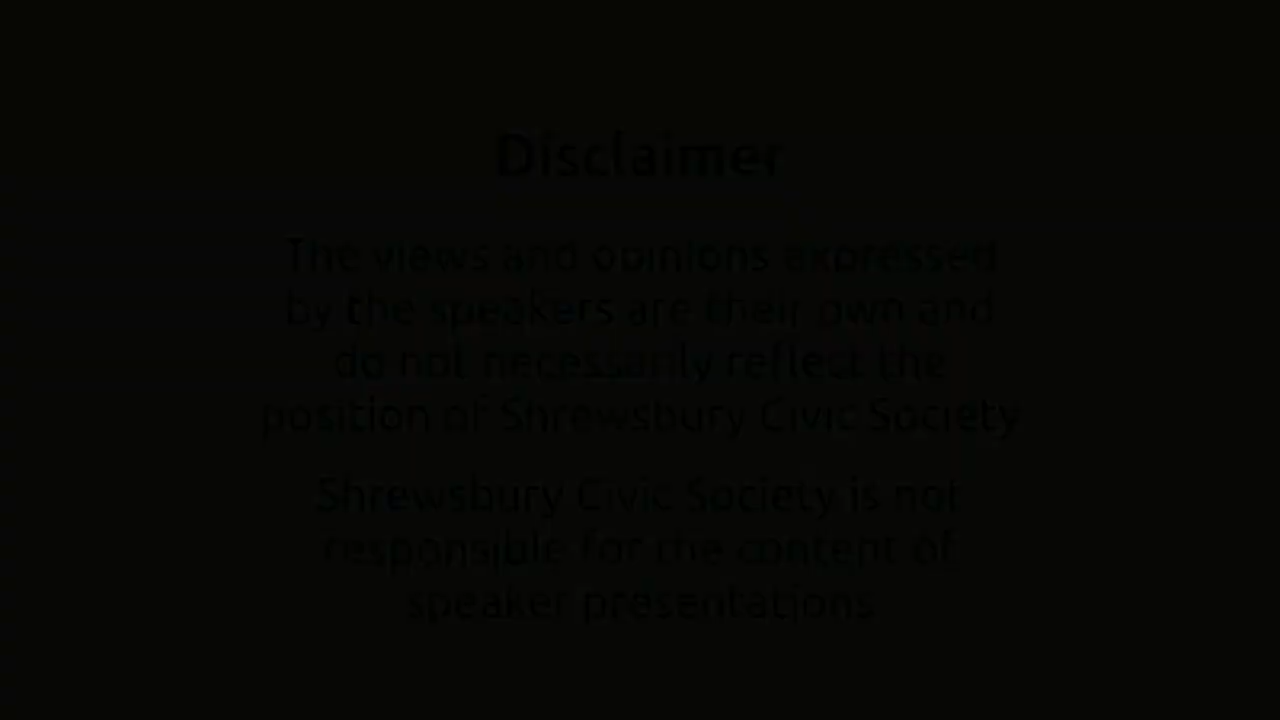 Disclaimer
The views and opinions expressed
by the speakers are their own and
do not necessarily reflect the
position of Shrewsbury Civic Society
Shrewsbury Civic Society is not
responsible for the content of
speaker presentations